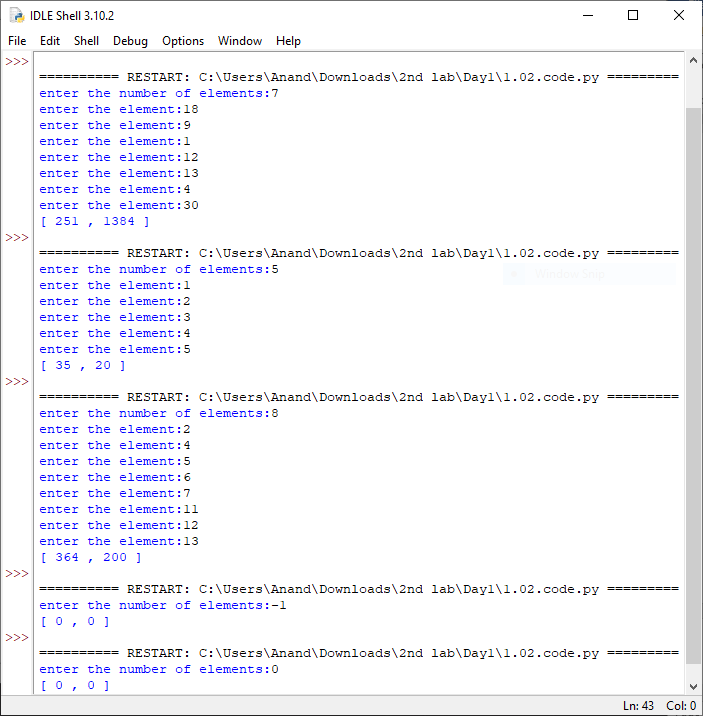 IDLE Shell 3.10.2
File Edit Shell Debug Options Window Help
>>>
========== RESTART: C:\Users\Anand\Downloads\2nd lab\Day1\1.02.code.py =========
enter the number of elements:7
enter the element:18
enter the element:9
enter the element:1
enter the element:12
enter the element:13
enter the element:4
enter the element:30
[ 251 , 1384 ]
>>>
========== RESTART: C:\Users\Anand\Downloads\2nd lab\Day1\1.02.code.py =========
enter the number of elements:5
Window Snip
enter the element:1
enter the element:2
enter the element:3
enter the element:4
enter the element:5
[ 35 , 20 ]
>>>
========== RESTART: C:\Users\Anand\Downloads\2nd lab\Day1\1.02.code.py =========
enter the number of elements:8
enter the element:2
enter the element:4
enter the element:5
enter the element:6
enter the element:7
enter the element:11
enter the element:12
enter the element:13
[ 364 , 200 ]
>>>
========== RESTART: C:\Users\Anand\Downloads\2nd lab\Day1\1.02.code.py =========
enter the number of elements:-1
[ 0 , 0 ]
>>>
========== RESTART: C:\Users\Anand\Downloads\2nd lab\Day1\1.02.code.py =========
enter the number of elements:0
[ 0 , 0 ]
Ln: 43 Col: 0